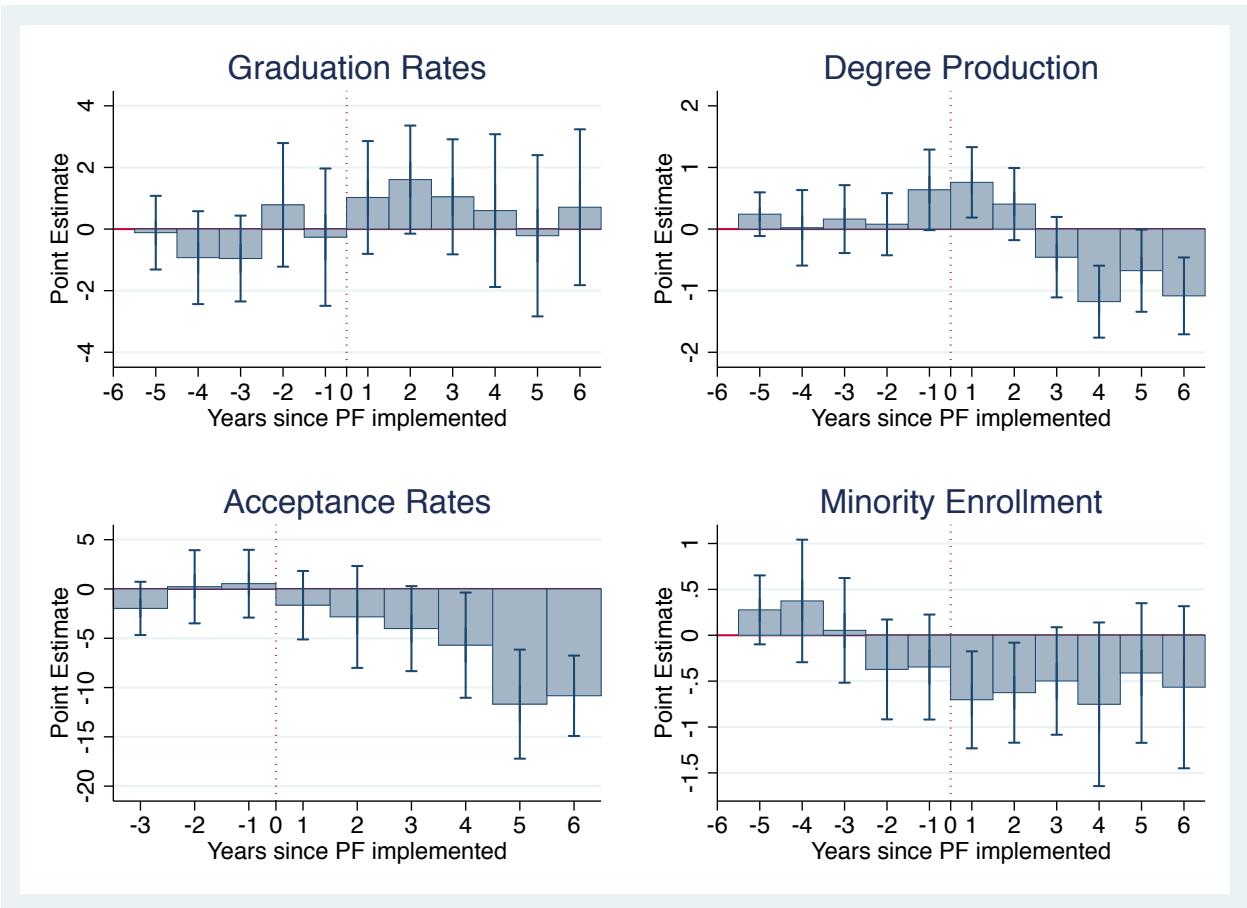 Graduation Rates
Point Estimate
4
2
0
-2
-4
-6 -5 -4 -3 -2 -1 0 1 2 3 4 5 6
Years since PF implemented
Degree Production
Point Estimate
2
1
0
-1
-2
-6 -5 -4 -3 -2 -1 0 1 2 3 4 5 6
Years since PF implemented
Acceptance Rates
Point Estimate
5
0
-5
-10
-15
-20
-3 -2 -1 0 1 2 3 4 5 6
Years since PF implemented
Minority Enrollment
Point Estimate
1
.5
0
-.5
-1
-1.5
-6 -5 -4 -3 -2 -1 0 1 2 3 4 5 6
Years since PF implemented